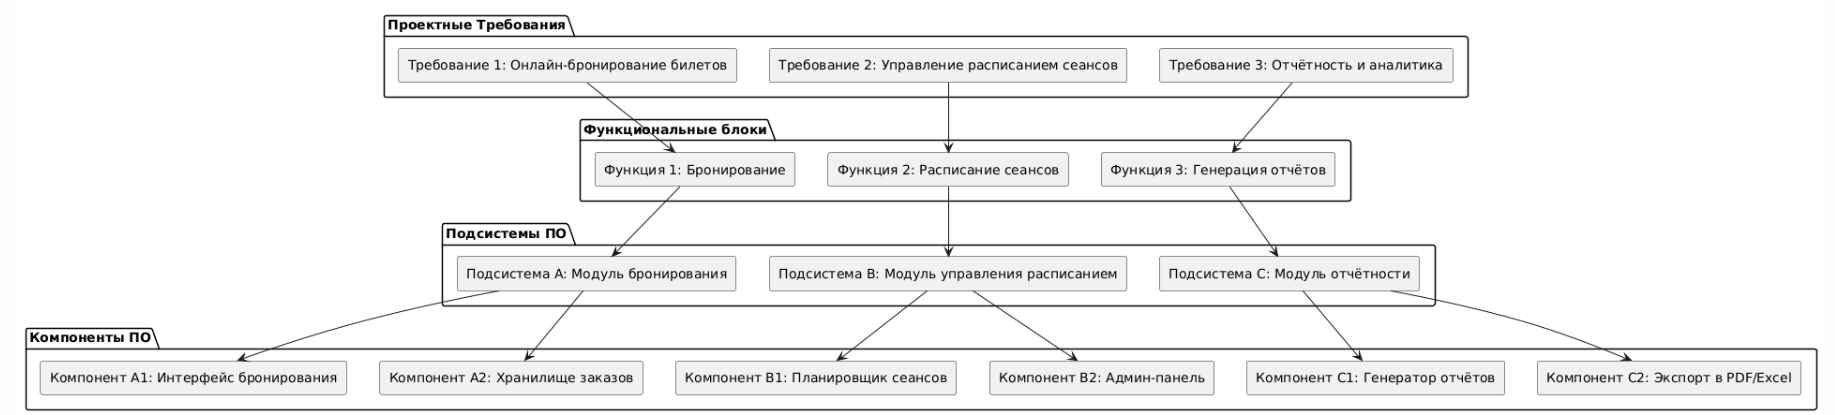 Проектные Требования
Требование 1: Онлайн-бронирование билетов
Требование 2: Управление расписанием сеансов
Требование 3: Отчётность и аналитика
Функциональные блоки
Функция 1: Бронирование
Функция 2: Расписание сеансов
Функция 3: Генерация отчётов
Подсистемы ПО
Подсистема A: Модуль бронирования
Подсистема B: Модуль управления расписанием
Подсистема C: Модуль отчётности
Компоненты ПО
Компонент A1: Интерфейс бронирования
Компонент A2: Хранилище заказов
Компонент B1: Планировщик сеансов
Компонент B2: Админ-панель
Компонент C1: Генератор отчётов
Компонент C2: Экспорт в PDF/Excel